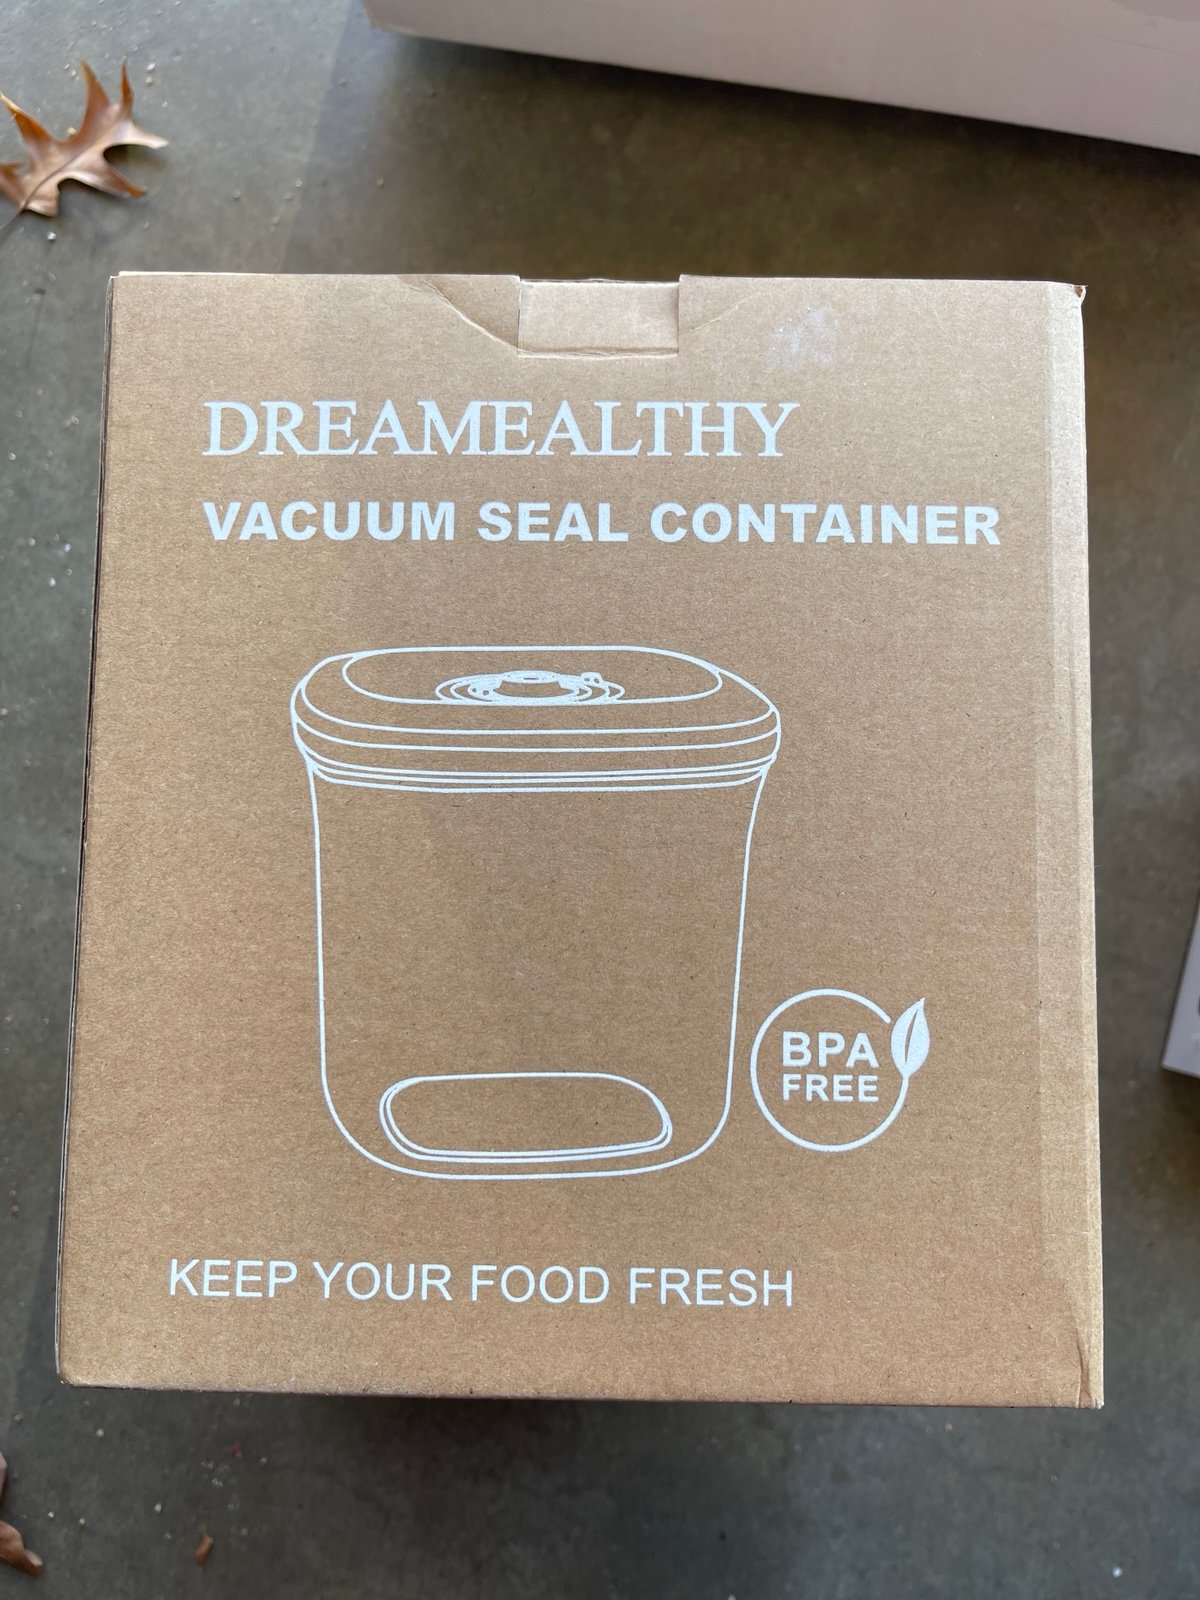 DREAMEALTHY
VACUUM SEAL CONTAINER
BPA
FREE
KEEP YOUR FOOD FRESH